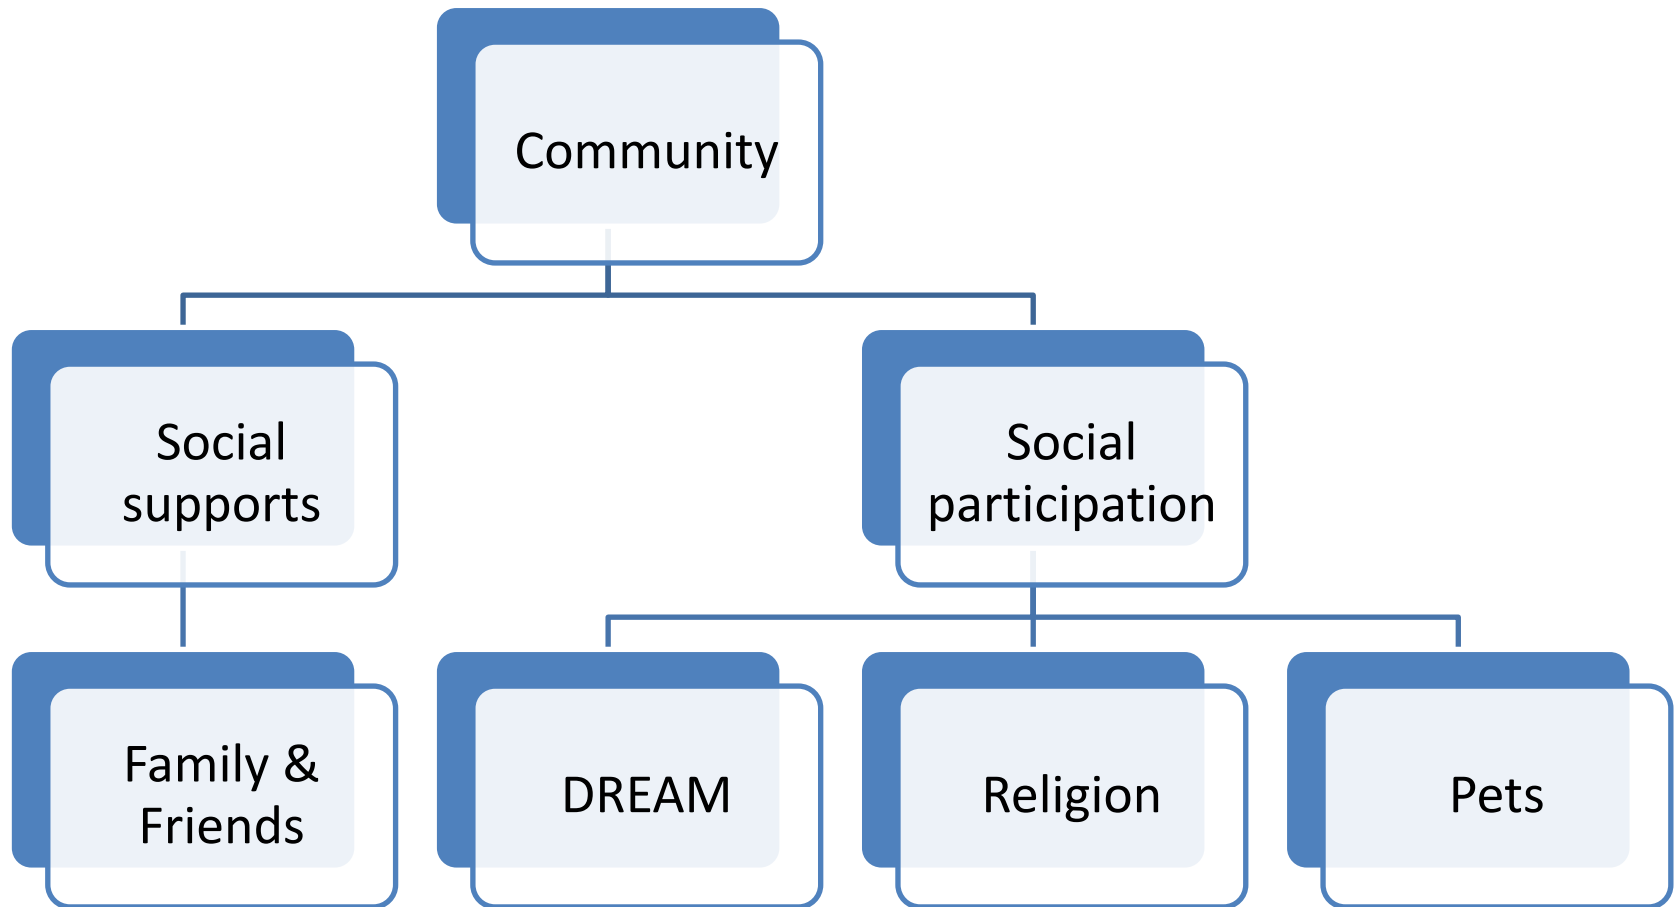 Community
Social
supports
Social
participation
Family &
Friends
DREAM
Religion
Pets